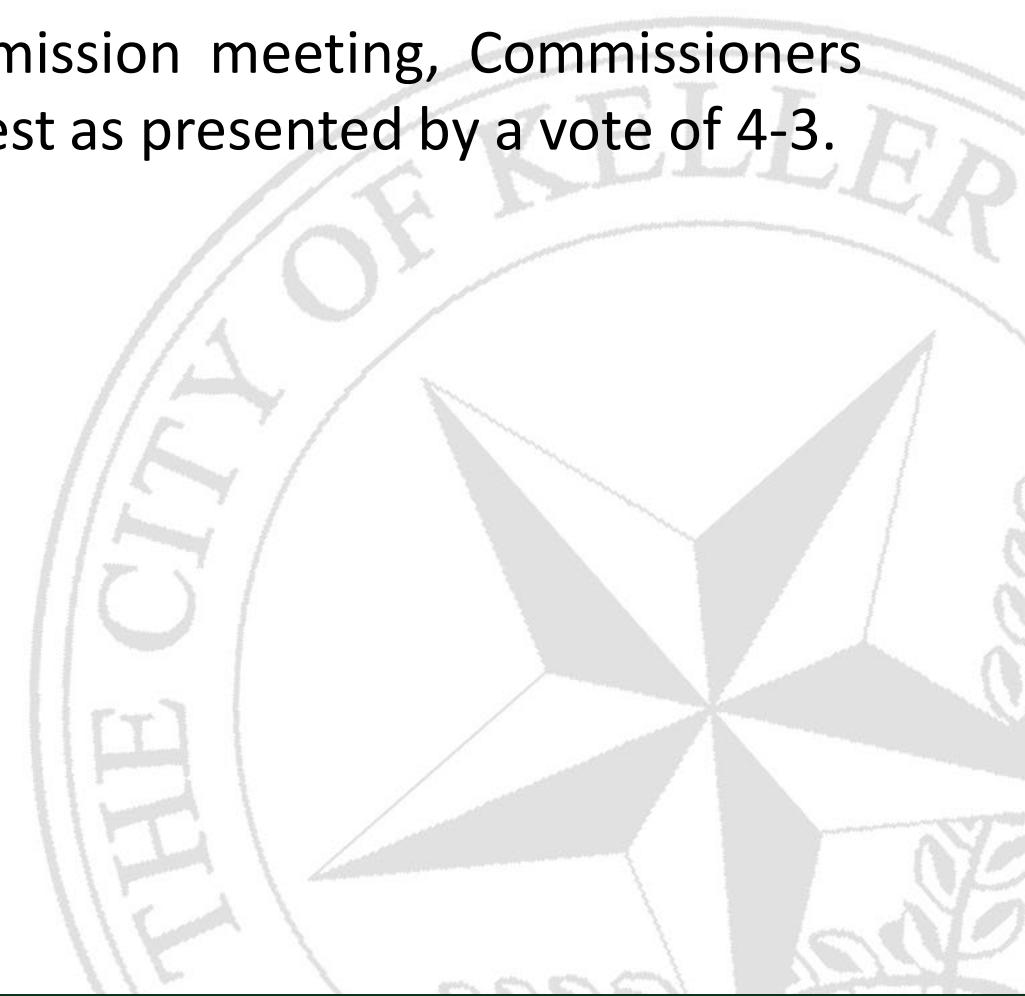 mission meeting, Commissioners
est as presented by a vote of 4-3.
THE CITY OF KELLER